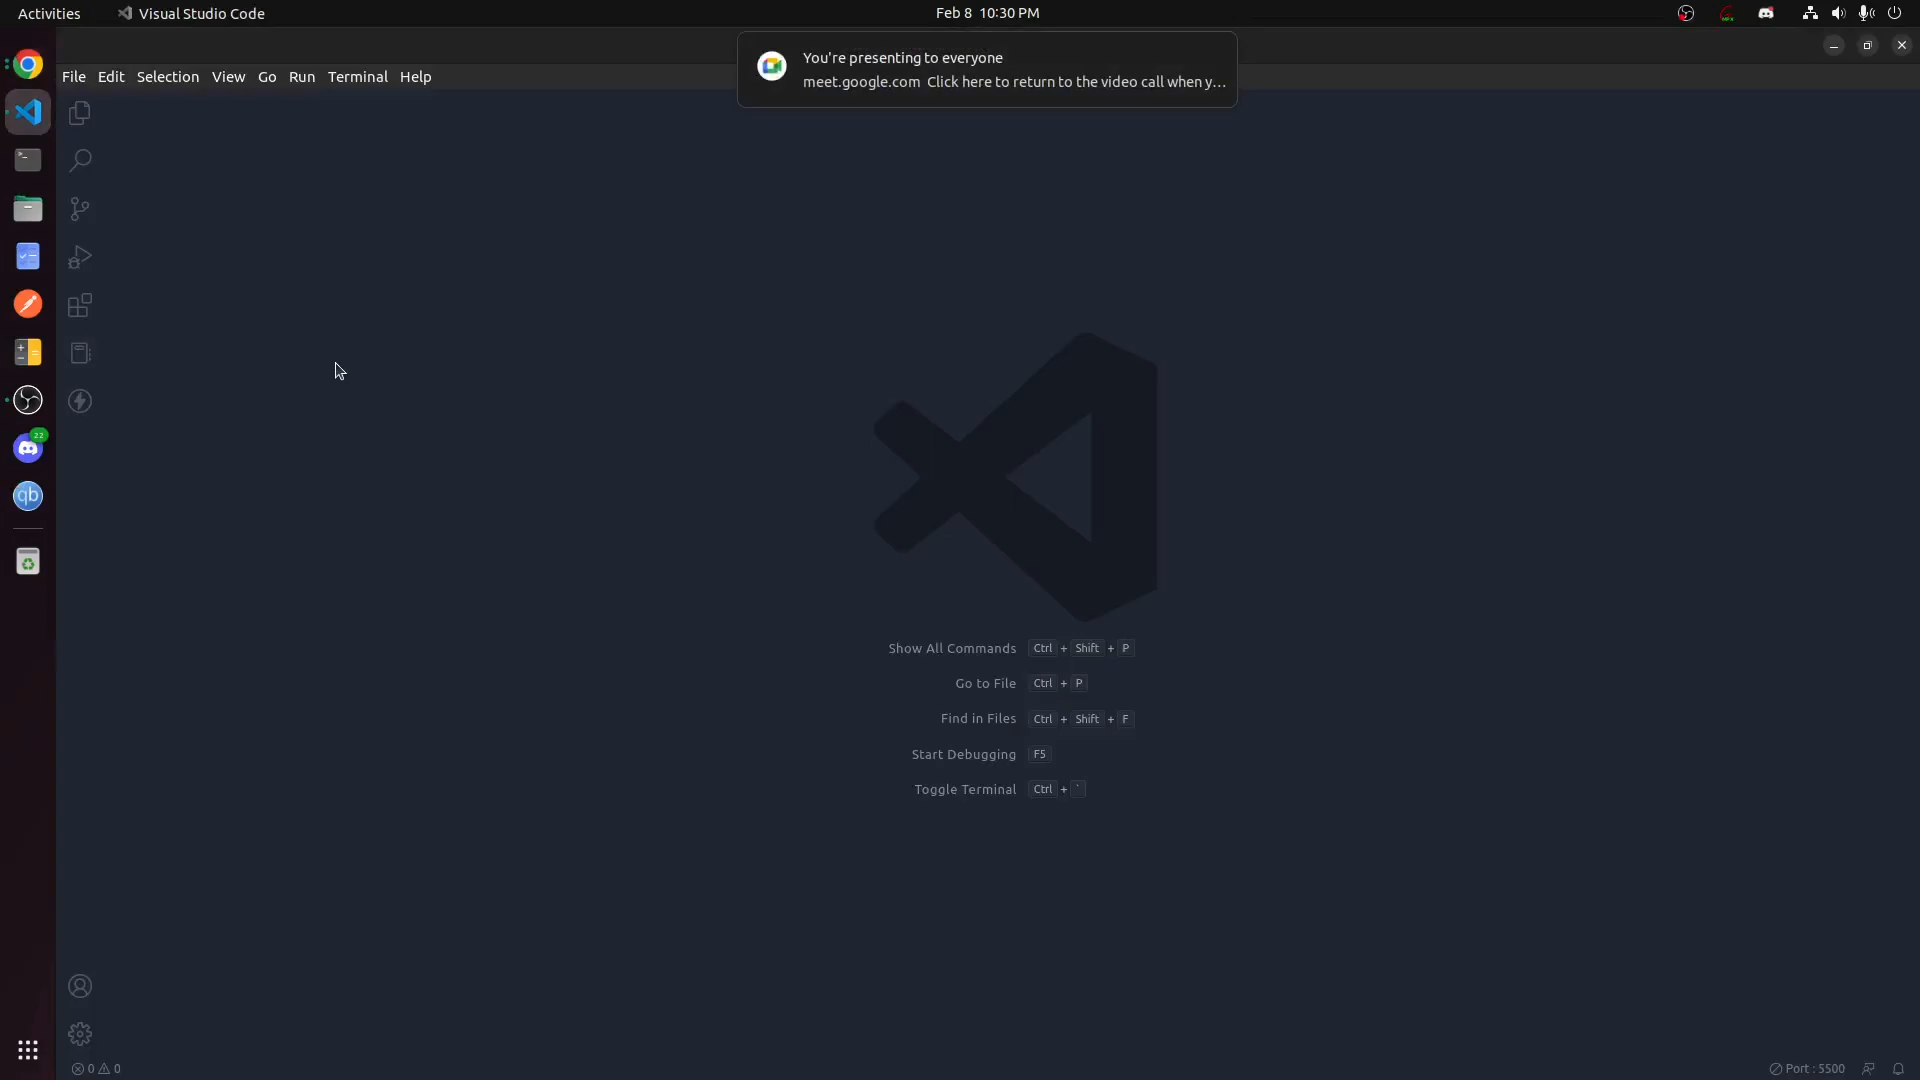 Activities
Visual Studio Code
Feb 8 10:30 PM
You're presenting to everyone
meet.google.com Click here to return to the video call when y...
File Edit Selection View Go Run Terminal Help
22
qb
Show All Commands Ctrl + Shift + P
Go to File Ctrl + P
Find in Files Ctrl + Shift + F
Start Debugging F5
Toggle Terminal Ctrl + `
0 0
Port : 5500